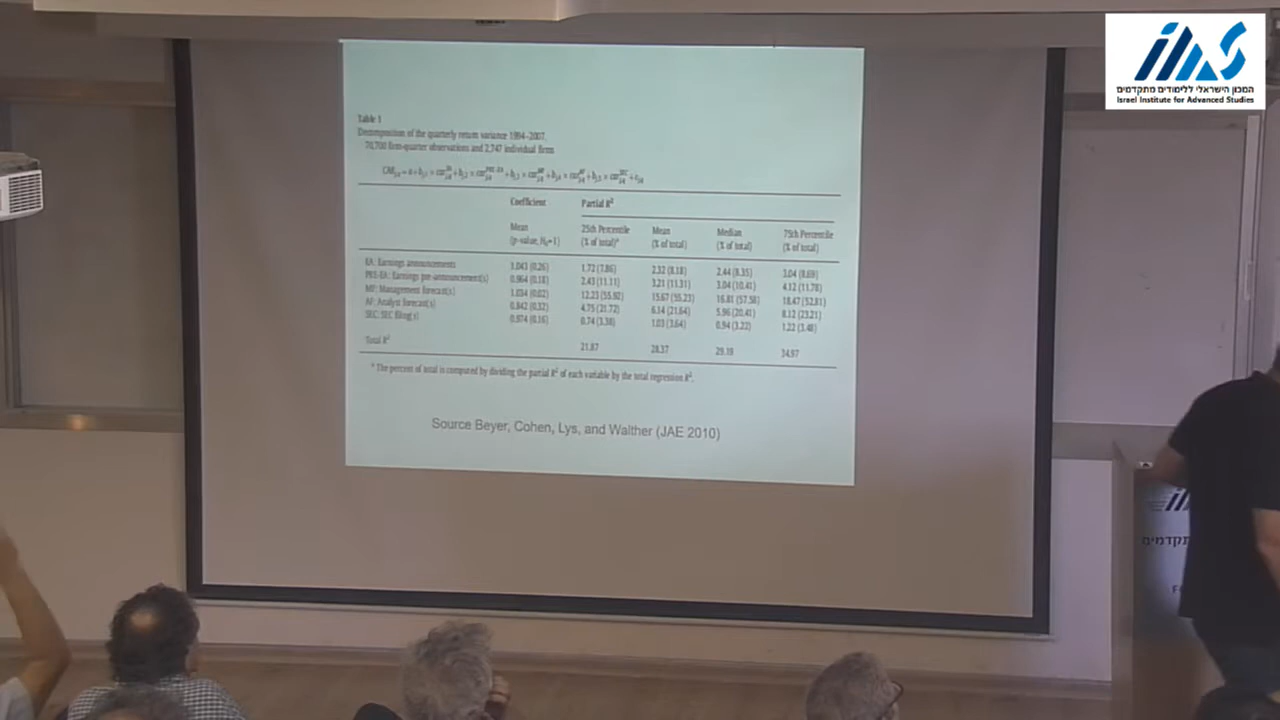 המכון הישראלי ללימודים מתקדמים
Israel Institute for Advanced Studies
Table 1
Decomposition of the quarterly return variance 1994–2007.
70,700 firm-quarter observations and 2,747 individual firms
Coefficient Partial R²
Mean 25th Percentile Mean Median 75th Percentile
(p-value, H₀=1) (% of total)ᵃ (% of total) (% of total) (% of total)
EA: Earnings announcements 1.043 (0.26) 1.72 (7.86) 2.32 (8.18) 2.44 (8.35) 3.04 (8.69)
PRE-EA: Earnings pre-announcement(s) 0.964 (0.18) 2.43 (11.11) 3.21 (11.31) 3.04 (10.41) 4.12 (11.78)
MF: Management forecast(s) 1.034 (0.02) 12.23 (55.92) 15.67 (55.23) 16.81 (57.58) 18.47 (52.81)
AF: Analyst forecast(s) 0.842 (0.32) 4.75 (21.72) 6.14 (21.64) 5.96 (20.41) 8.12 (23.21)
SEC: SEC filing(s) 0.974 (0.16) 0.74 (3.38) 1.03 (3.64) 0.94 (3.22) 1.22 (3.48)
Total R² 21.87 28.37 29.19 34.97
ᵃ The percent of total is computed by dividing the partial R² of each variable by the total regression R².
Source Beyer, Cohen, Lys, and Walther (JAE 2010)